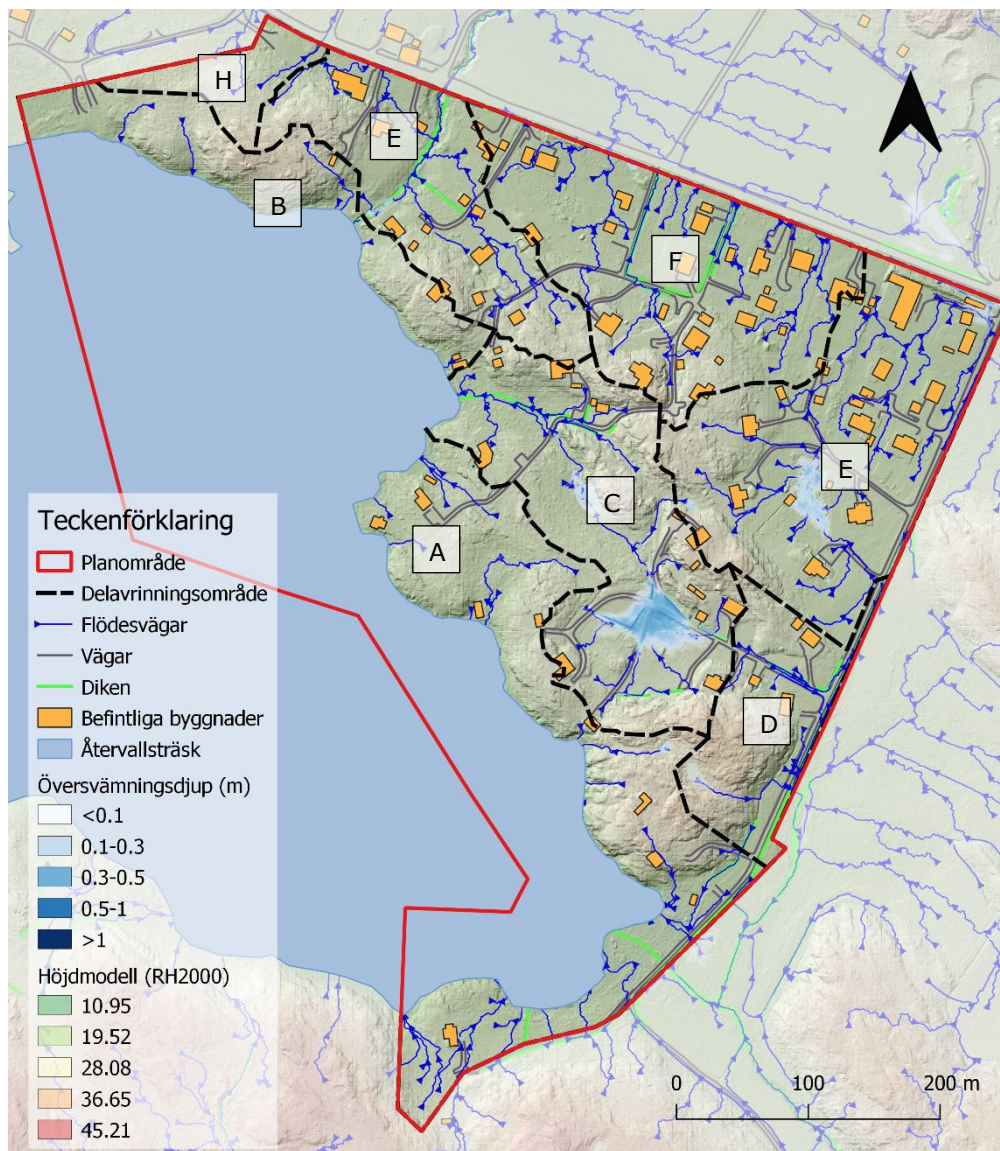 H
E
B
F
E
C
A
D
Teckenförklaring
Planområde
Delavrinningsområde
Flödesvägar
Vägar
Diken
Befintliga byggnader
Återvallsträsk
Översvämningsdjup (m)
<0.1
0.1-0.3
0.3-0.5
0.5-1
>1
Höjdmodell (RH2000)
10.95
19.52
28.08
36.65
45.21
0 100 200 m